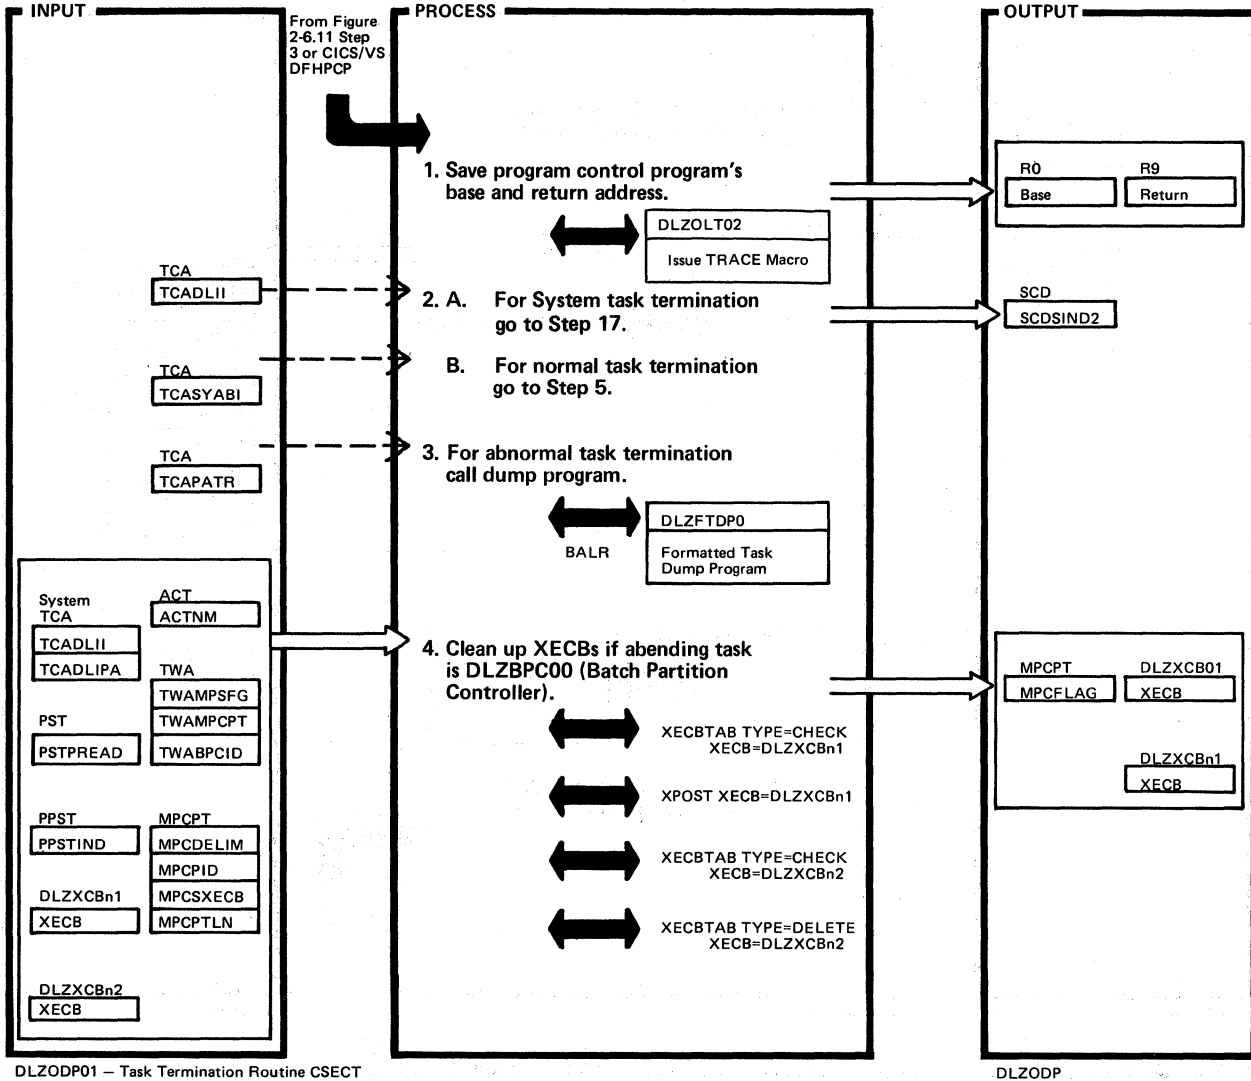 INPUT
From Figure
2-6.11 Step
3 or CICS/VS
DFHPCP
PROCESS
OUTPUT
1. Save program control program's
base and return address.
DLZOLT02
Issue TRACE Macro
R0
Base
R9
Return
TCA
TCADLII
2. A. For System task termination
go to Step 17.
SCD
SCDSIND2
TCA
TCASYABI
B. For normal task termination
go to Step 5.
TCA
TCAPATR
3. For abnormal task termination
call dump program.
BALR
DLZFTDP0
Formatted Task
Dump Program
System
TCA
TCADLII
TCADLIPA
ACT
ACTNM
TWA
TWAMPSFG
TWAMPCPT
TWABPCID
PST
PSTPREAD
PPST
PPSTIND
MPCPT
MPCDELIM
MPCPID
MPCSXECB
MPCPTLN
DLZXCBn1
XECB
DLZXCBn2
XECB
4. Clean up XECBs if abending task
is DLZBPC00 (Batch Partition
Controller).
XECBTAB TYPE=CHECK
XECB=DLZXCBn1
XPOST XECB=DLZXCBn1
XECBTAB TYPE=CHECK
XECB=DLZXCBn2
XECBTAB TYPE=DELETE
XECB=DLZXCBn2
MPCPT
MPCFLAG
DLZXCB01
XECB
DLZXCBn1
XECB
DLZODP01 — Task Termination Routine CSECT
DLZODP